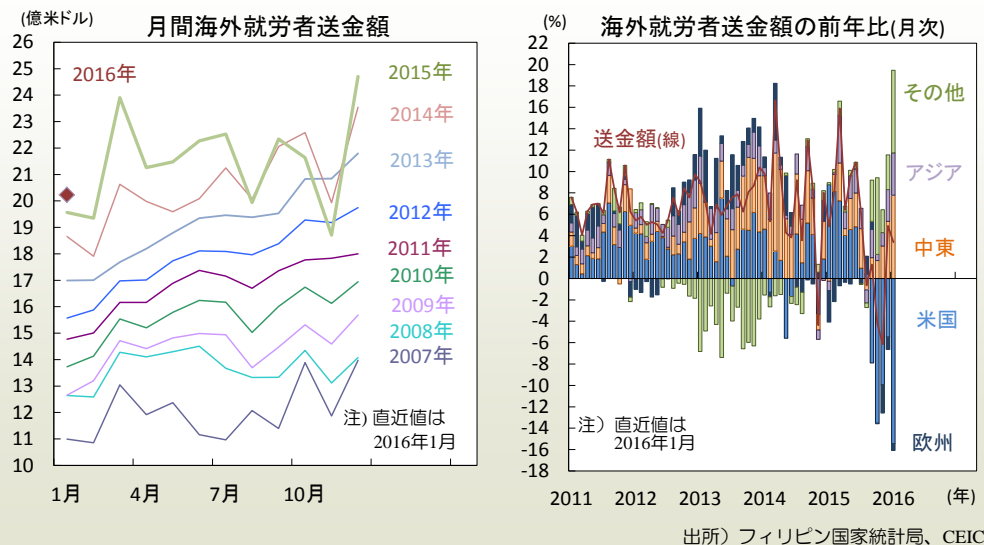 月間海外就労者送金額
(億米ドル)
26
25
24
23
22
21
20
19
18
17
16
15
14
13
12
11
10
2016年
2015年
2014年
2013年
2012年
2011年
2010年
2009年
2008年
2007年
注) 直近値は
2016年1月
1月 4月 7月 10月
海外就労者送金額の前年比(月次)
(%)
22
20
18
16
14
12
10
8
6
4
2
0
-2
-4
-6
-8
-10
-12
-14
-16
-18
送金額(線)
その他
アジア
中東
米国
欧州
注）直近値は
2016年1月
2011 2012 2013 2014 2015 2016 (年)
出所）フィリピン国家統計局、CEIC